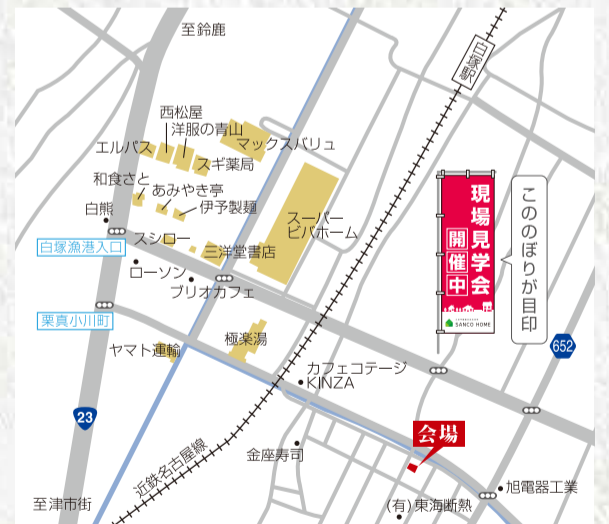 至鈴鹿
白塚駅
西松屋
洋服の青山
エルパス
マックスバリュ
スギ薬局
和食さと
あみやき亭
白熊
伊予製麺
スーパー
ビバホーム
白塚漁港入口
スシロー
三洋堂書店
ローソン
ブリオカフェ
現場見学会
開催中
SANCO HOME
こののぼりが目印
栗真小川町
ヤマト運輸
極楽湯
カフェコテージ
KINZA
652
23
会場
金座寿司
近鉄名古屋線
旭電器工業
至津市街
(有)東海断熱